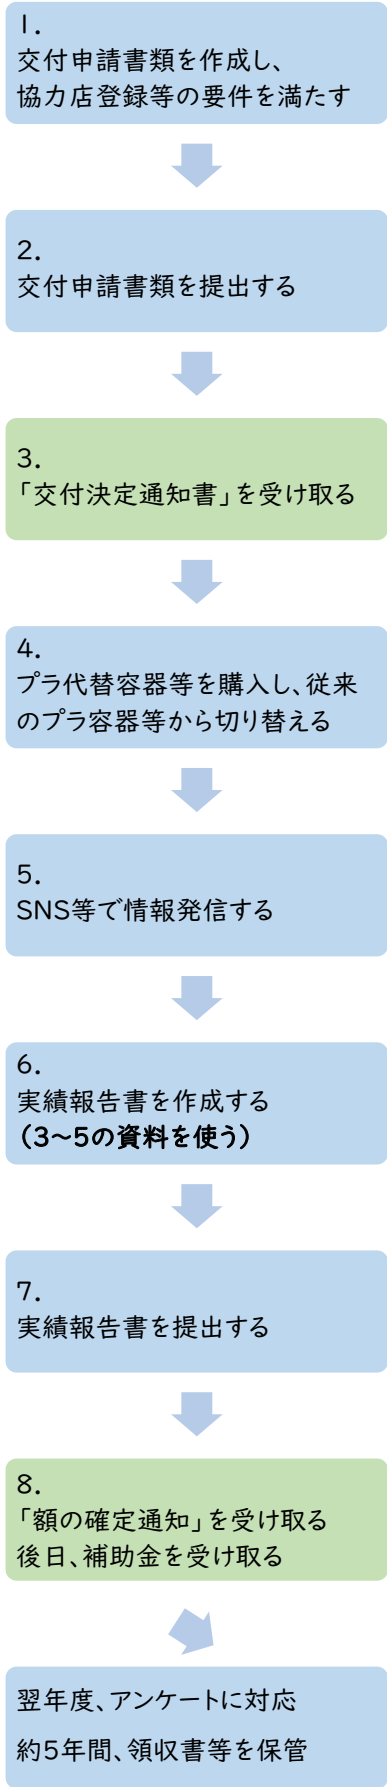 1.
交付申請書類を作成し、
協力店登録等の要件を満たす
2.
交付申請書類を提出する
3.
「交付決定通知書」を受け取る
4.
プラ代替容器等を購入し、従来
のプラ容器等から切り替える
5.
SNS等で情報発信する
6.
実績報告書を作成する
(3~5の資料を使う)
7.
実績報告書を提出する
8.
「額の確定通知」を受け取る
後日、補助金を受け取る
翌年度、アンケートに対応
約5年間、領収書等を保管